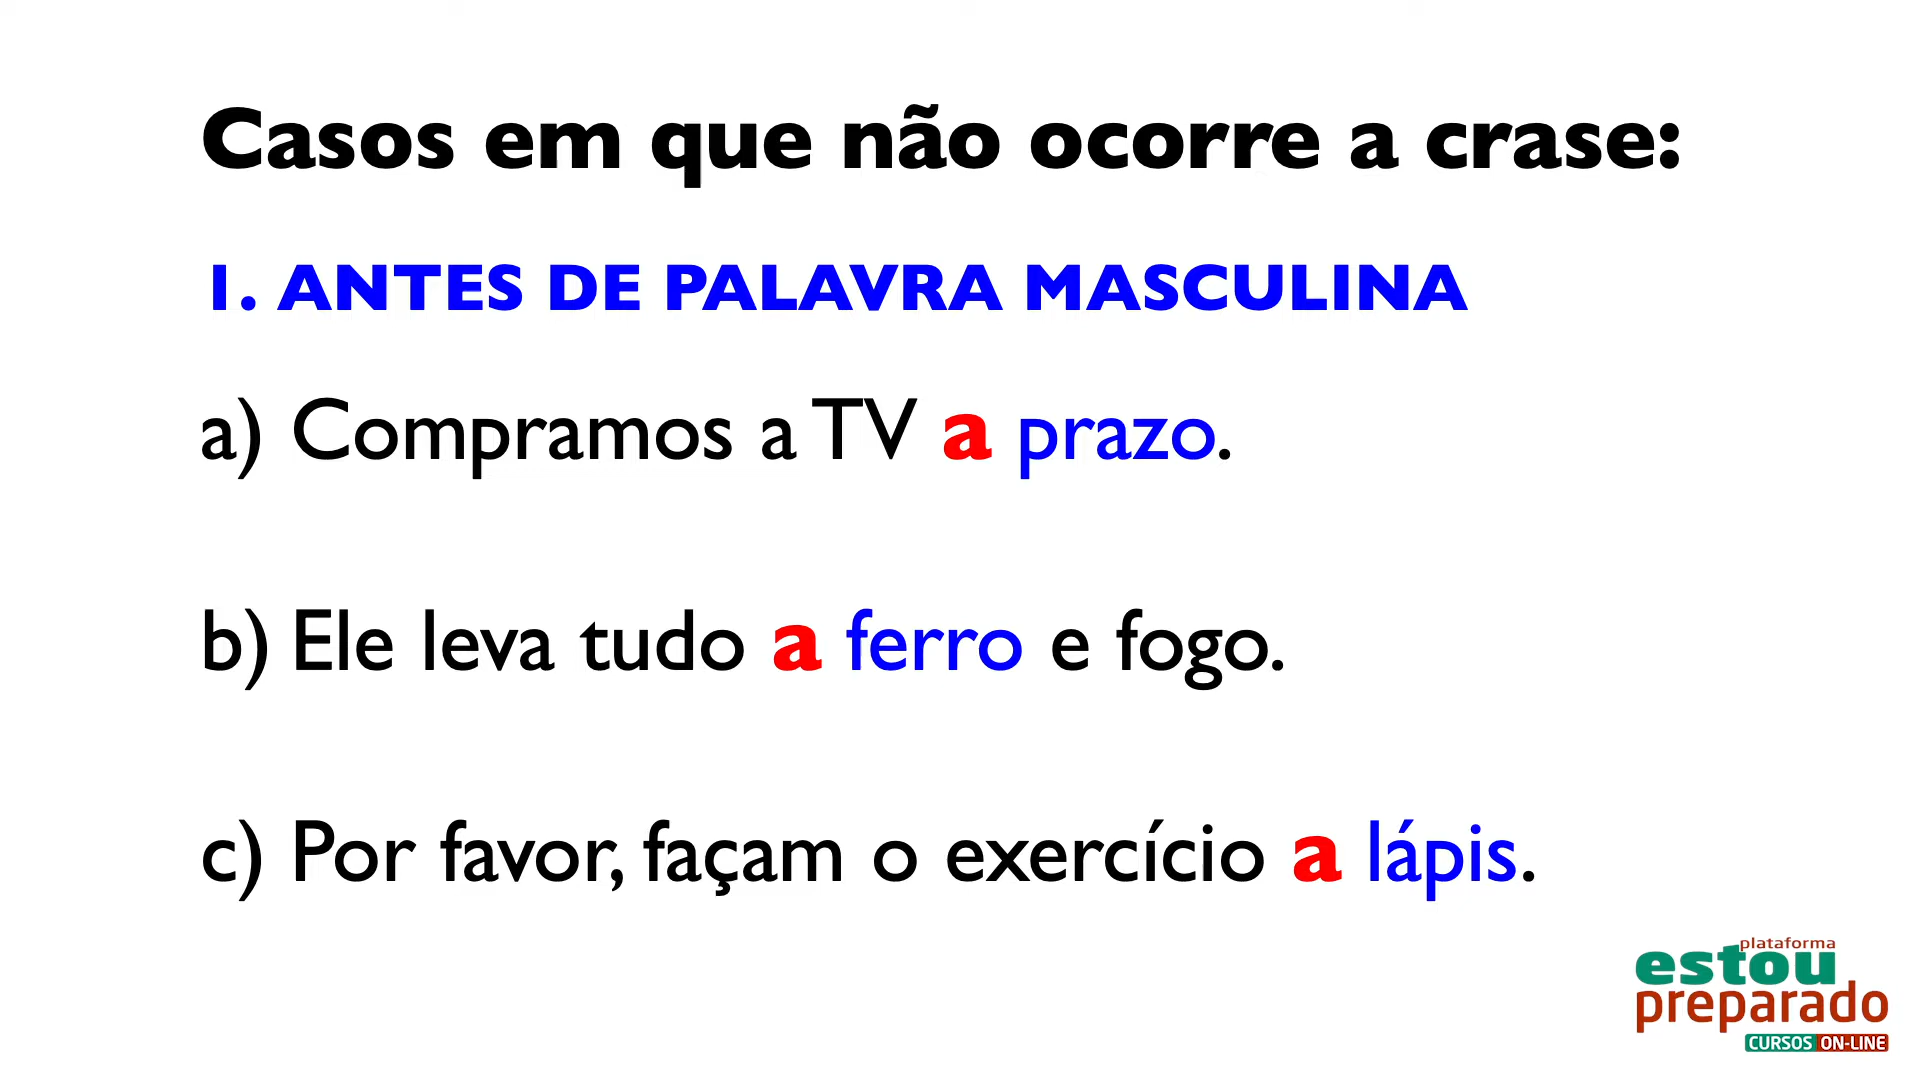 Casos em que não ocorre a crase:
1. ANTES DE PALAVRA MASCULINA
a) Compramos a TV a prazo.
b) Ele leva tudo a ferro e fogo.
c) Por favor, façam o exercício a lápis.
plataforma
estou
preparado
CURSOS ON-LINE